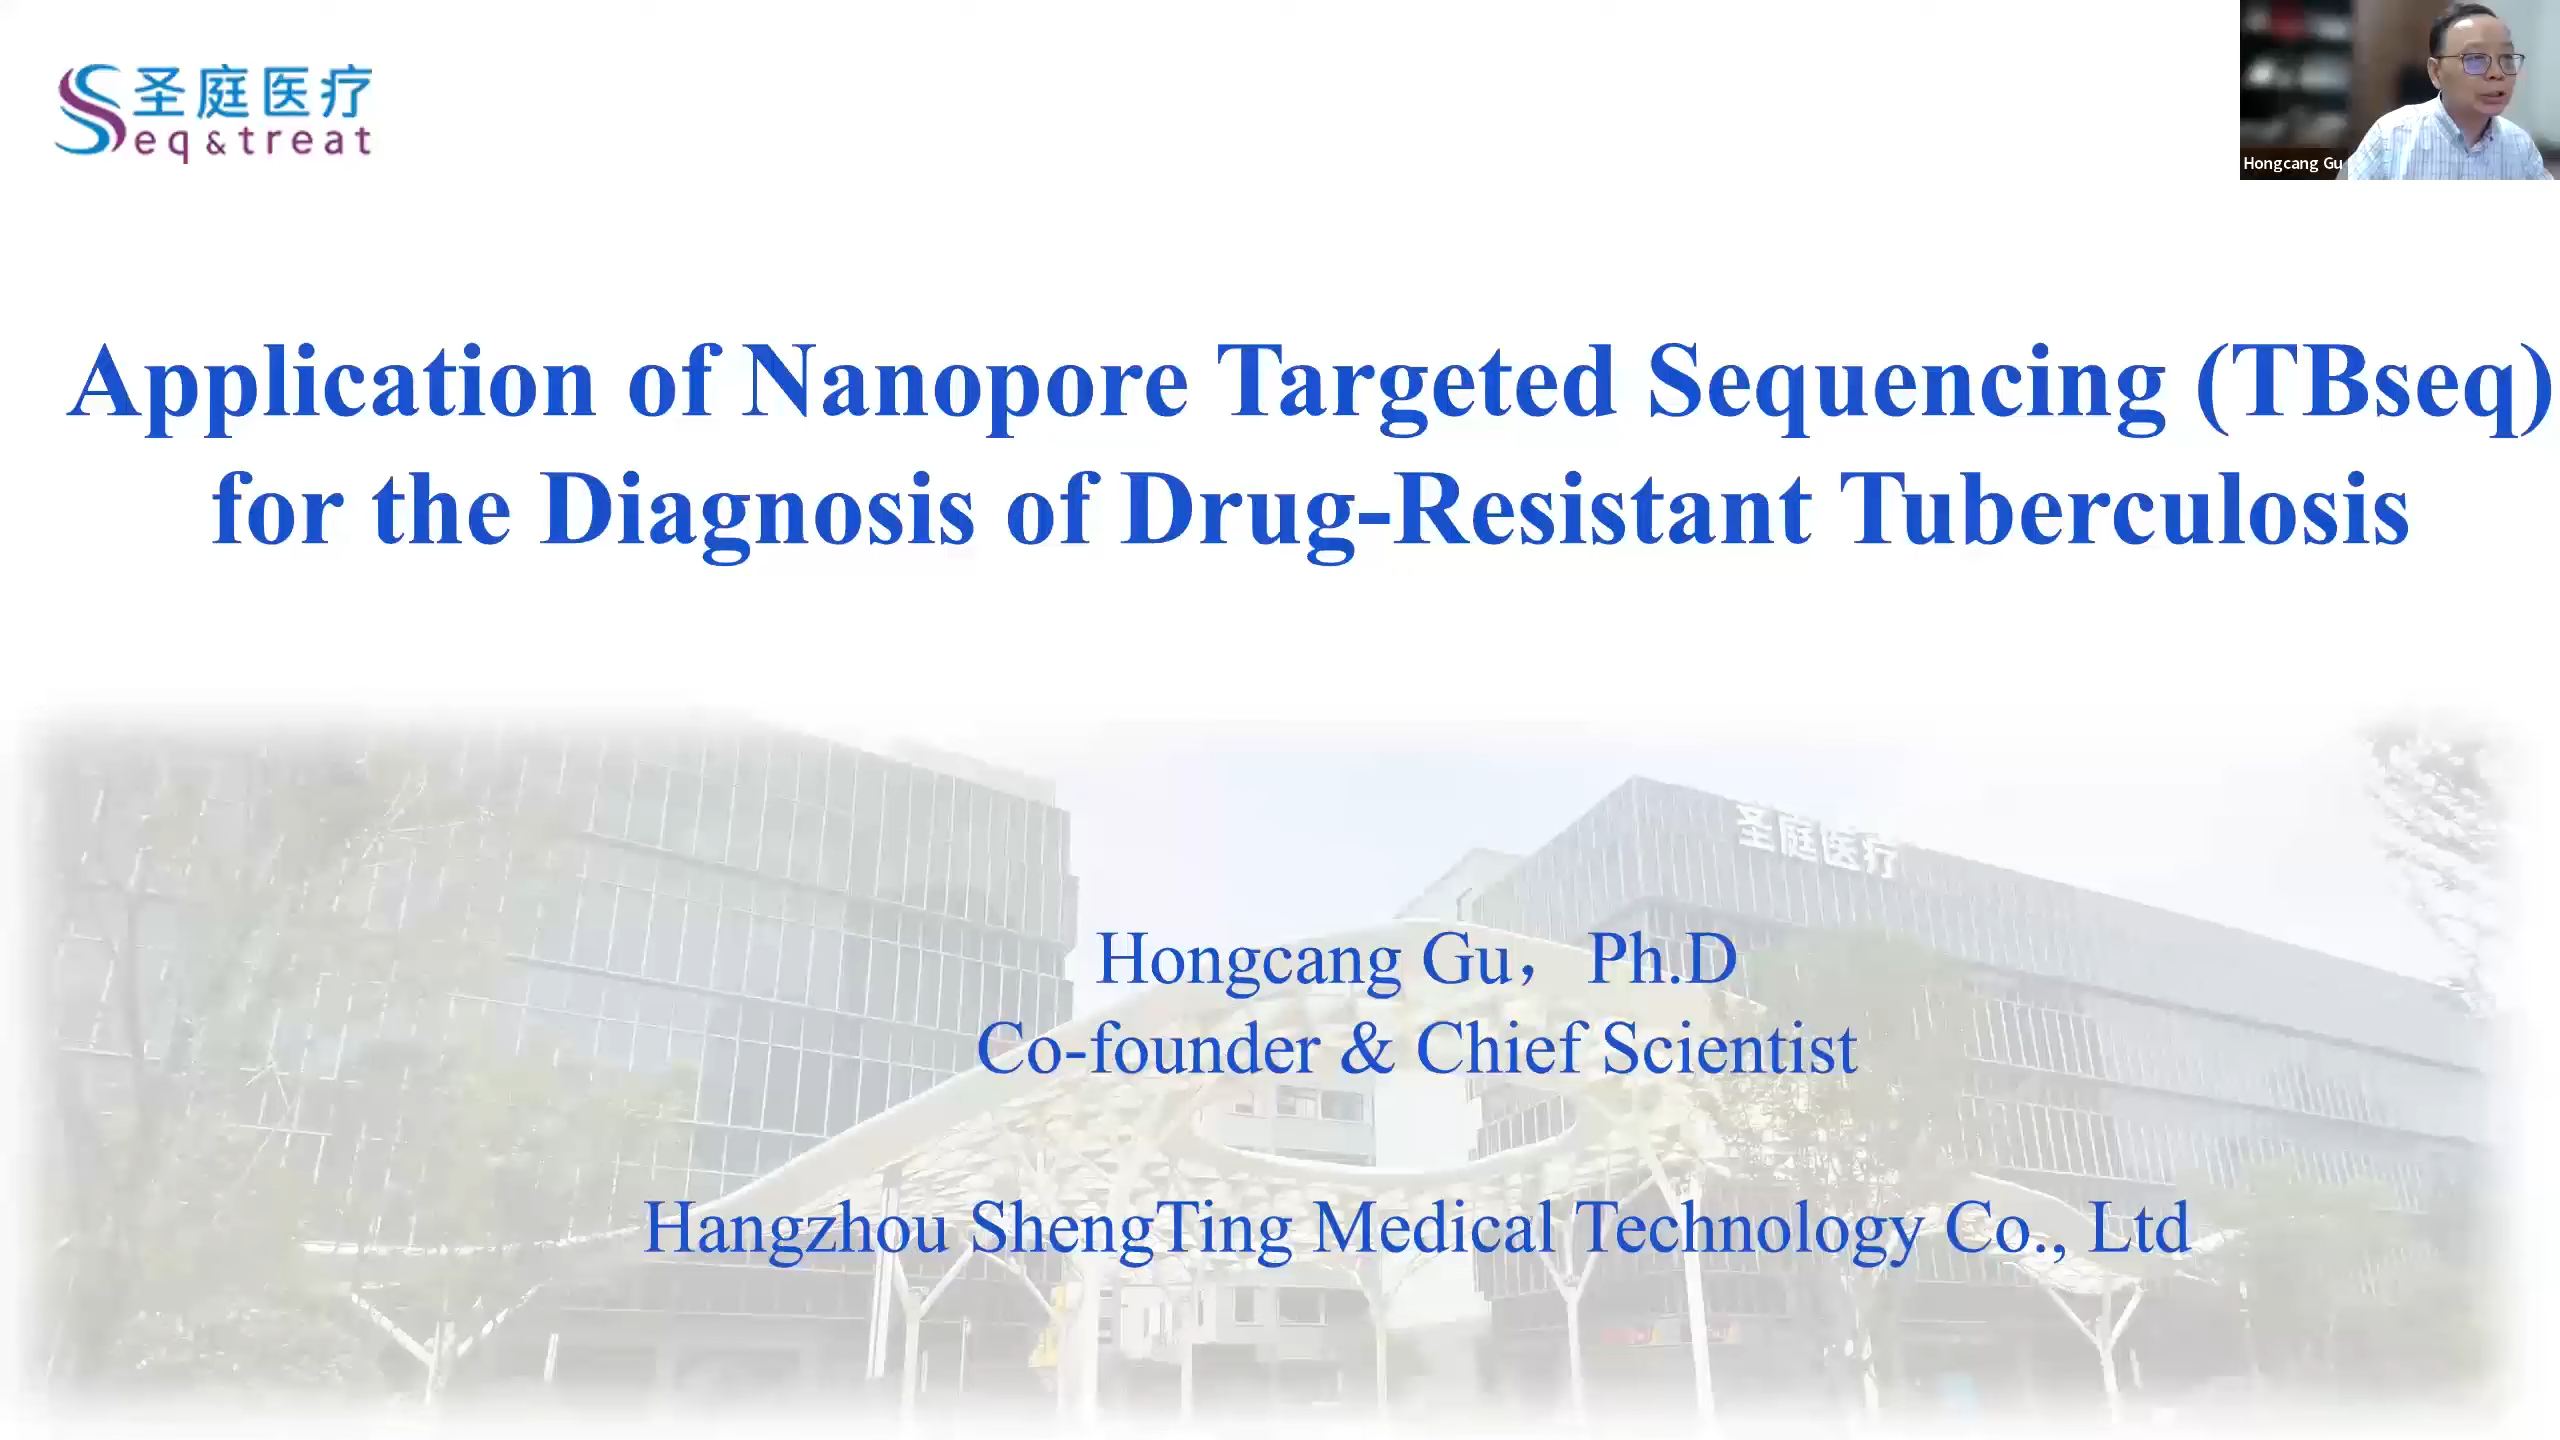 圣庭医疗
Seq&treat
Hongcang Gu
Application of Nanopore Targeted Sequencing (TBseq)
for the Diagnosis of Drug-Resistant Tuberculosis
圣庭医疗
Hongcang Gu， Ph.D
Co-founder & Chief Scientist
Hangzhou ShengTing Medical Technology Co., Ltd